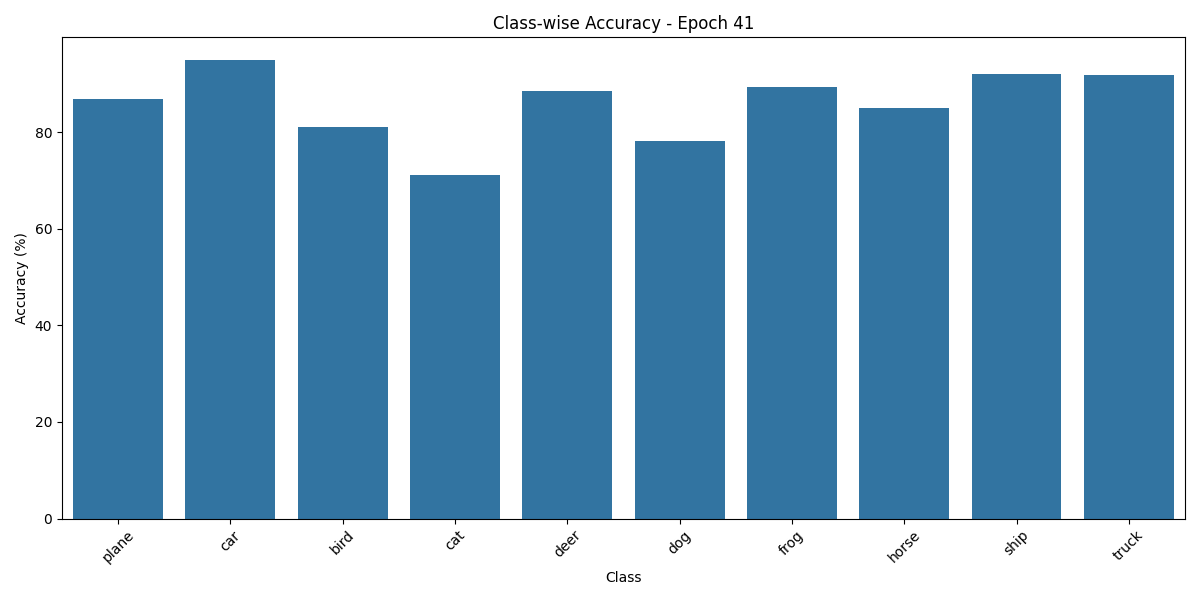 Class-wise Accuracy - Epoch 41
Accuracy (%)
80
60
40
20
0
plane
car
bird
cat
deer
dog
frog
horse
ship
truck
Class